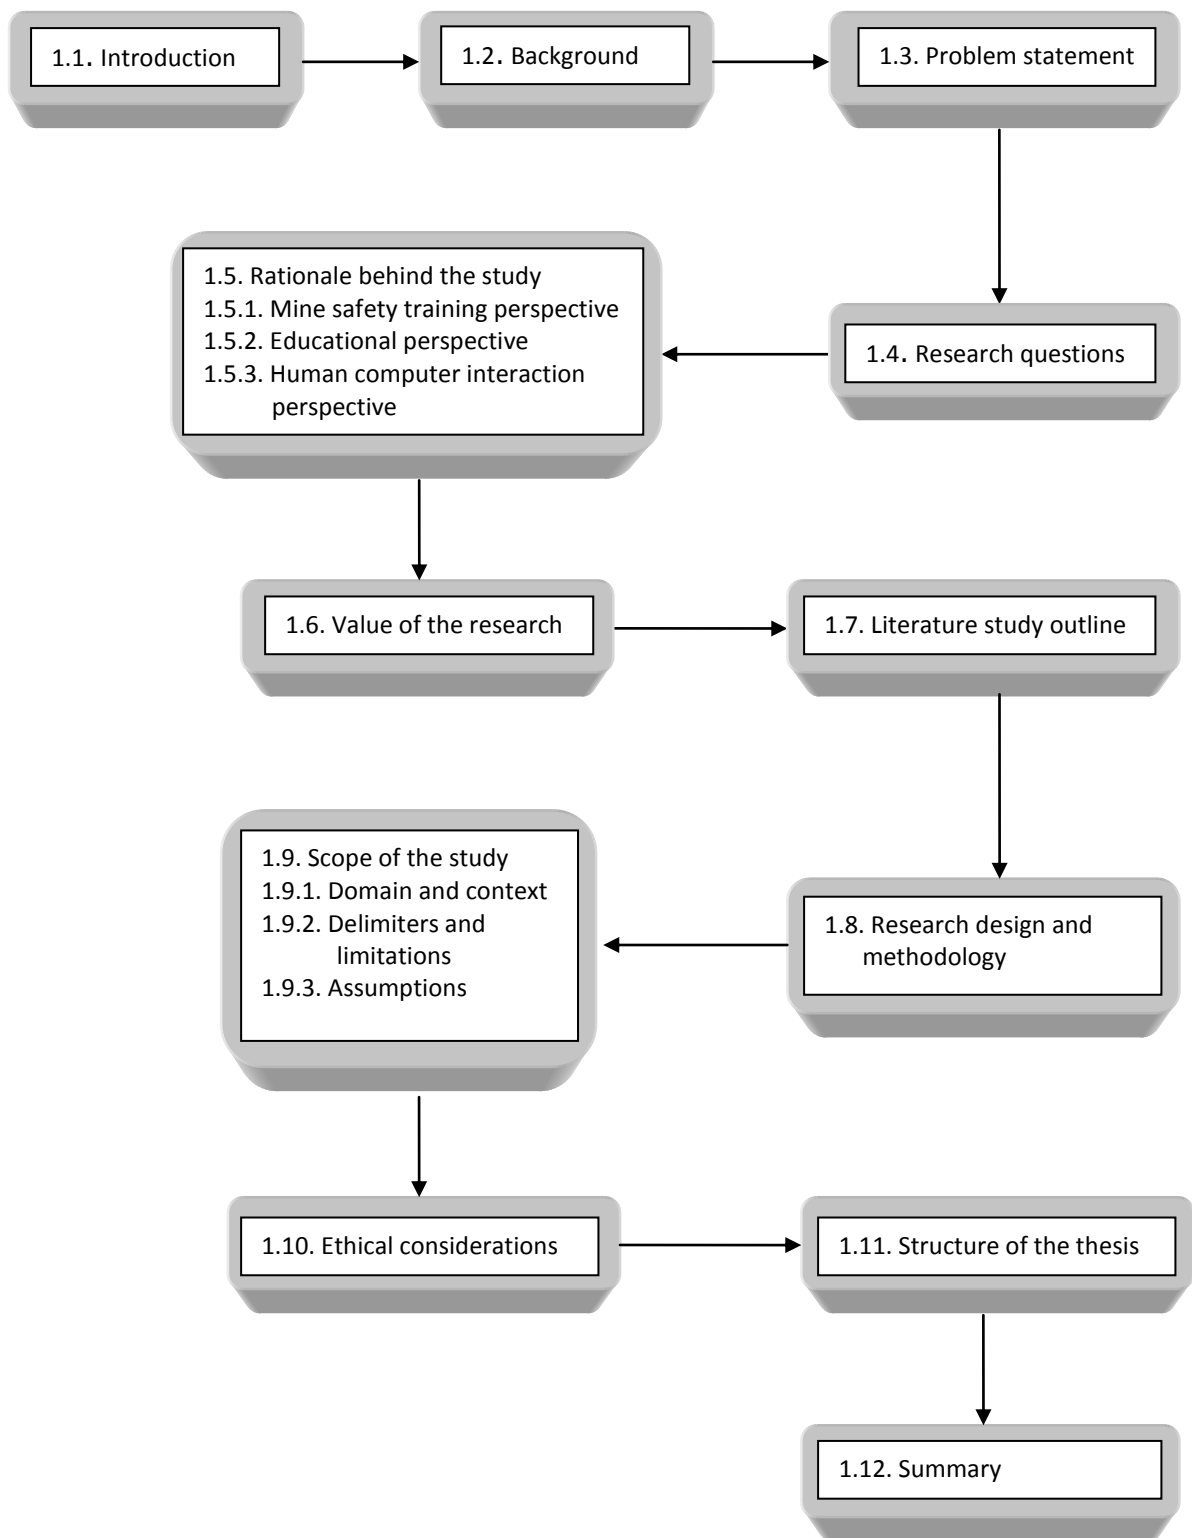 1.1. Introduction
1.2. Background
1.3. Problem statement
1.4. Research questions
1.5. Rationale behind the study
1.5.1. Mine safety training perspective
1.5.2. Educational perspective
1.5.3. Human computer interaction
perspective
1.6. Value of the research
1.7. Literature study outline
1.8. Research design and
methodology
1.9. Scope of the study
1.9.1. Domain and context
1.9.2. Delimiters and
limitations
1.9.3. Assumptions
1.10. Ethical considerations
1.11. Structure of the thesis
1.12. Summary